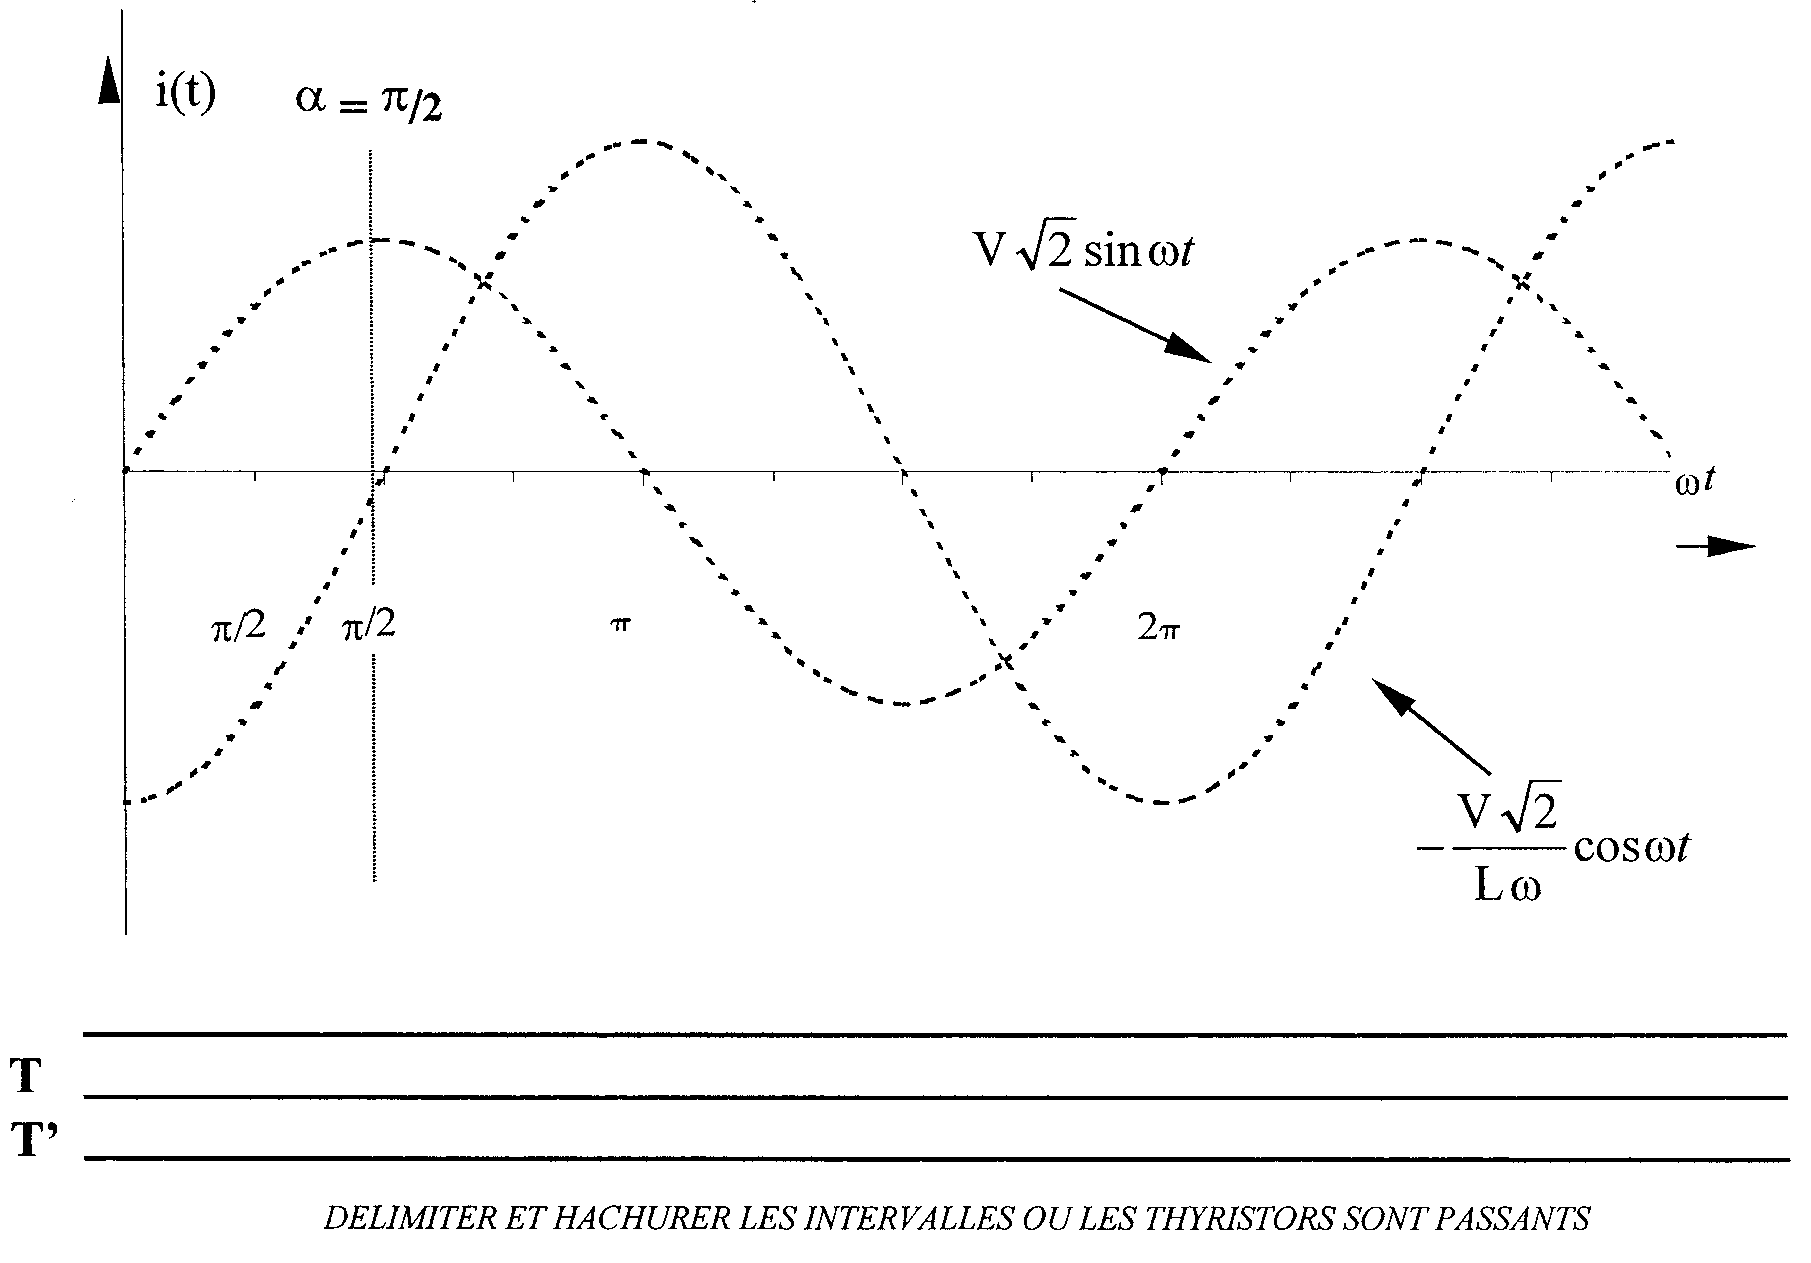 i(t)
α = π/2
V √2 sin ωt
ωt
π/2 π/2 π 2π
- V √2 / L ω cos ωt
T
T’
DELIMITER ET HACHURER LES INTERVALLES OU LES THYRISTORS SONT PASSANTS